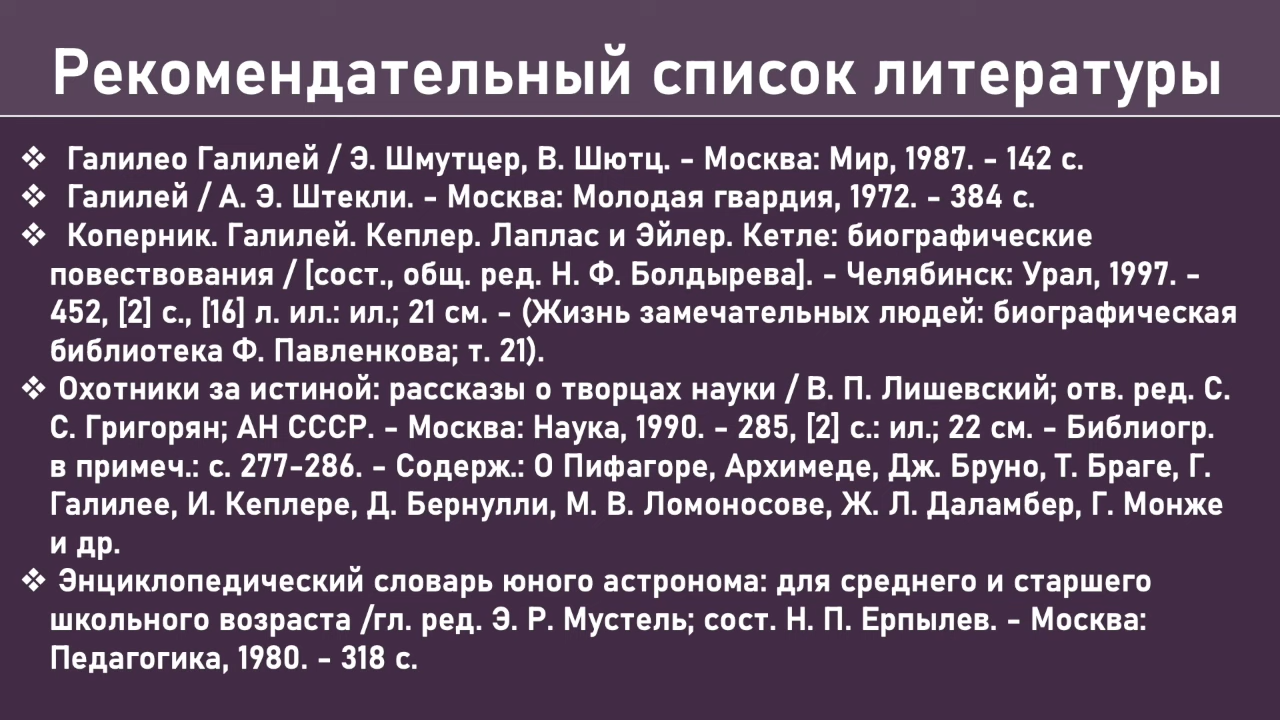 Рекомендательный список литературы
❖ Галилео Галилей / Э. Шмутцер, В. Шютц. - Москва: Мир, 1987. - 142 с.
❖ Галилей / А. Э. Штекли. - Москва: Молодая гвардия, 1972. - 384 с.
❖ Коперник. Галилей. Кеплер. Лаплас и Эйлер. Кетле: биографические
повествования / [сост., общ. ред. Н. Ф. Болдырева]. - Челябинск: Урал, 1997. -
452, [2] с., [16] л. ил.: ил.; 21 см. - (Жизнь замечательных людей: биографическая
библиотека Ф. Павленкова; т. 21).
❖ Охотники за истиной: рассказы о творцах науки / В. П. Лишевский; отв. ред. С.
С. Григорян; АН СССР. - Москва: Наука, 1990. - 285, [2] с.: ил.; 22 см. - Библиогр.
в примеч.: с. 277-286. - Содерж.: О Пифагоре, Архимеде, Дж. Бруно, Т. Браге, Г.
Галилее, И. Кеплере, Д. Бернулли, М. В. Ломоносове, Ж. Л. Даламбер, Г. Монже
и др.
❖ Энциклопедический словарь юного астронома: для среднего и старшего
школьного возраста /гл. ред. Э. Р. Мустель; сост. Н. П. Ерпылев. - Москва:
Педагогика, 1980. - 318 с.